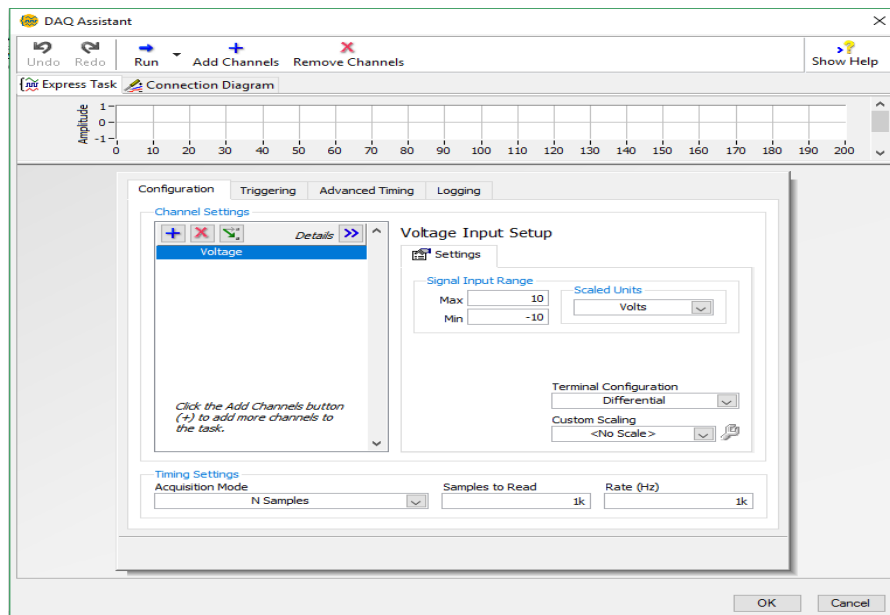 DAQ Assistant
Undo Redo Run Add Channels Remove Channels Show Help
Express Task Connection Diagram
Amplitude
1
0
-1
0 10 20 30 40 50 60 70 80 90 100 110 120 130 140 150 160 170 180 190 200
Configuration Triggering Advanced Timing Logging
Channel Settings
Details
Voltage
Click the Add Channels button
(+) to add more channels to
the task.
Voltage Input Setup
Settings
Signal Input Range
Max 10
Min -10
Scaled Units
Volts
Terminal Configuration
Differential
Custom Scaling
<No Scale>
Timing Settings
Acquisition Mode Samples to Read Rate (Hz)
N Samples 1k 1k
OK Cancel